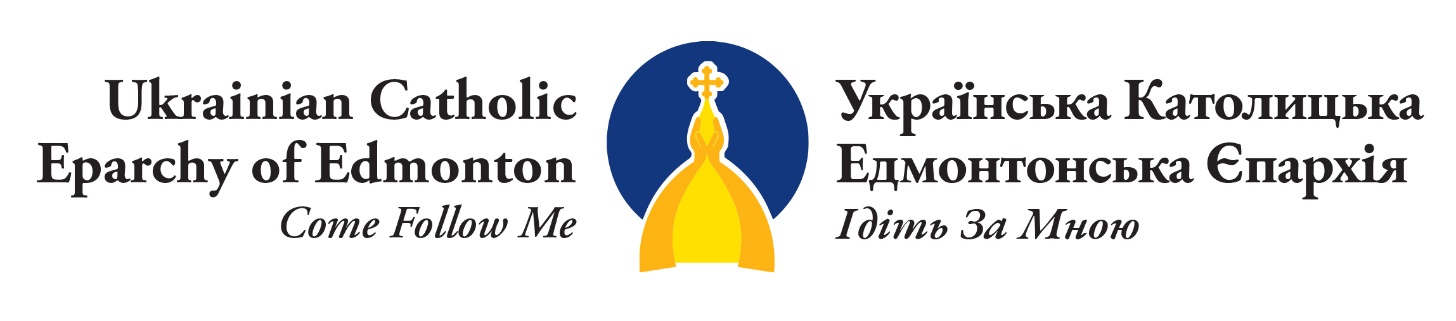 Ukrainian Catholic
Eparchy of Edmonton
Come Follow Me
Українська Католицька
Едмонтонська Єпархія
Ідіть За Мною